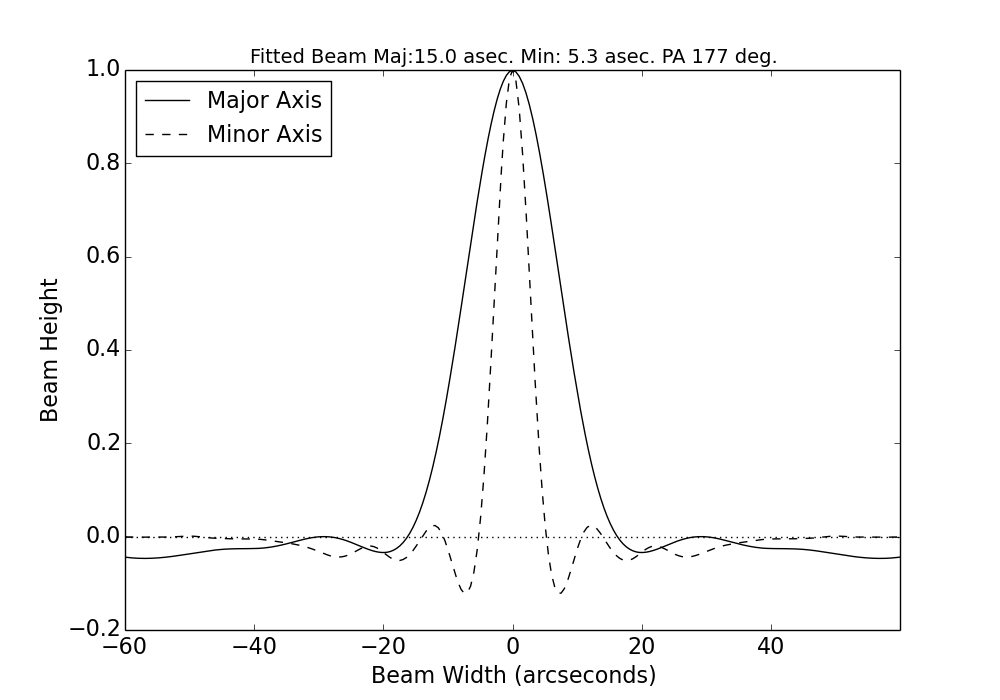 Fitted Beam Maj:15.0 asec. Min: 5.3 asec. PA 177 deg.
Major Axis
Minor Axis
1.0
0.8
0.6
0.4
0.2
0.0
−0.2
Beam Height
−60 −40 −20 0 20 40
Beam Width (arcseconds)